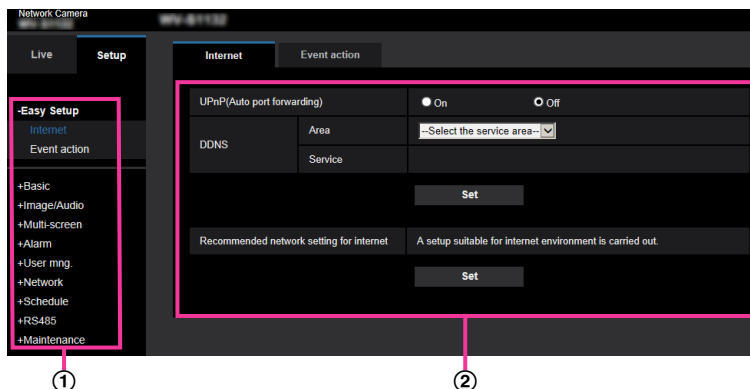 Network Camera
WV-S1132
Live
Setup
Internet
Event action
-Easy Setup
Internet
Event action
+Basic
+Image/Audio
+Multi-screen
+Alarm
+User mng.
+Network
+Schedule
+RS485
+Maintenance
UPnP(Auto port forwarding)
On
Off
DDNS
Area
--Select the service area--
Service
Set
Recommended network setting for internet
A setup suitable for internet environment is carried out.
Set
①
②